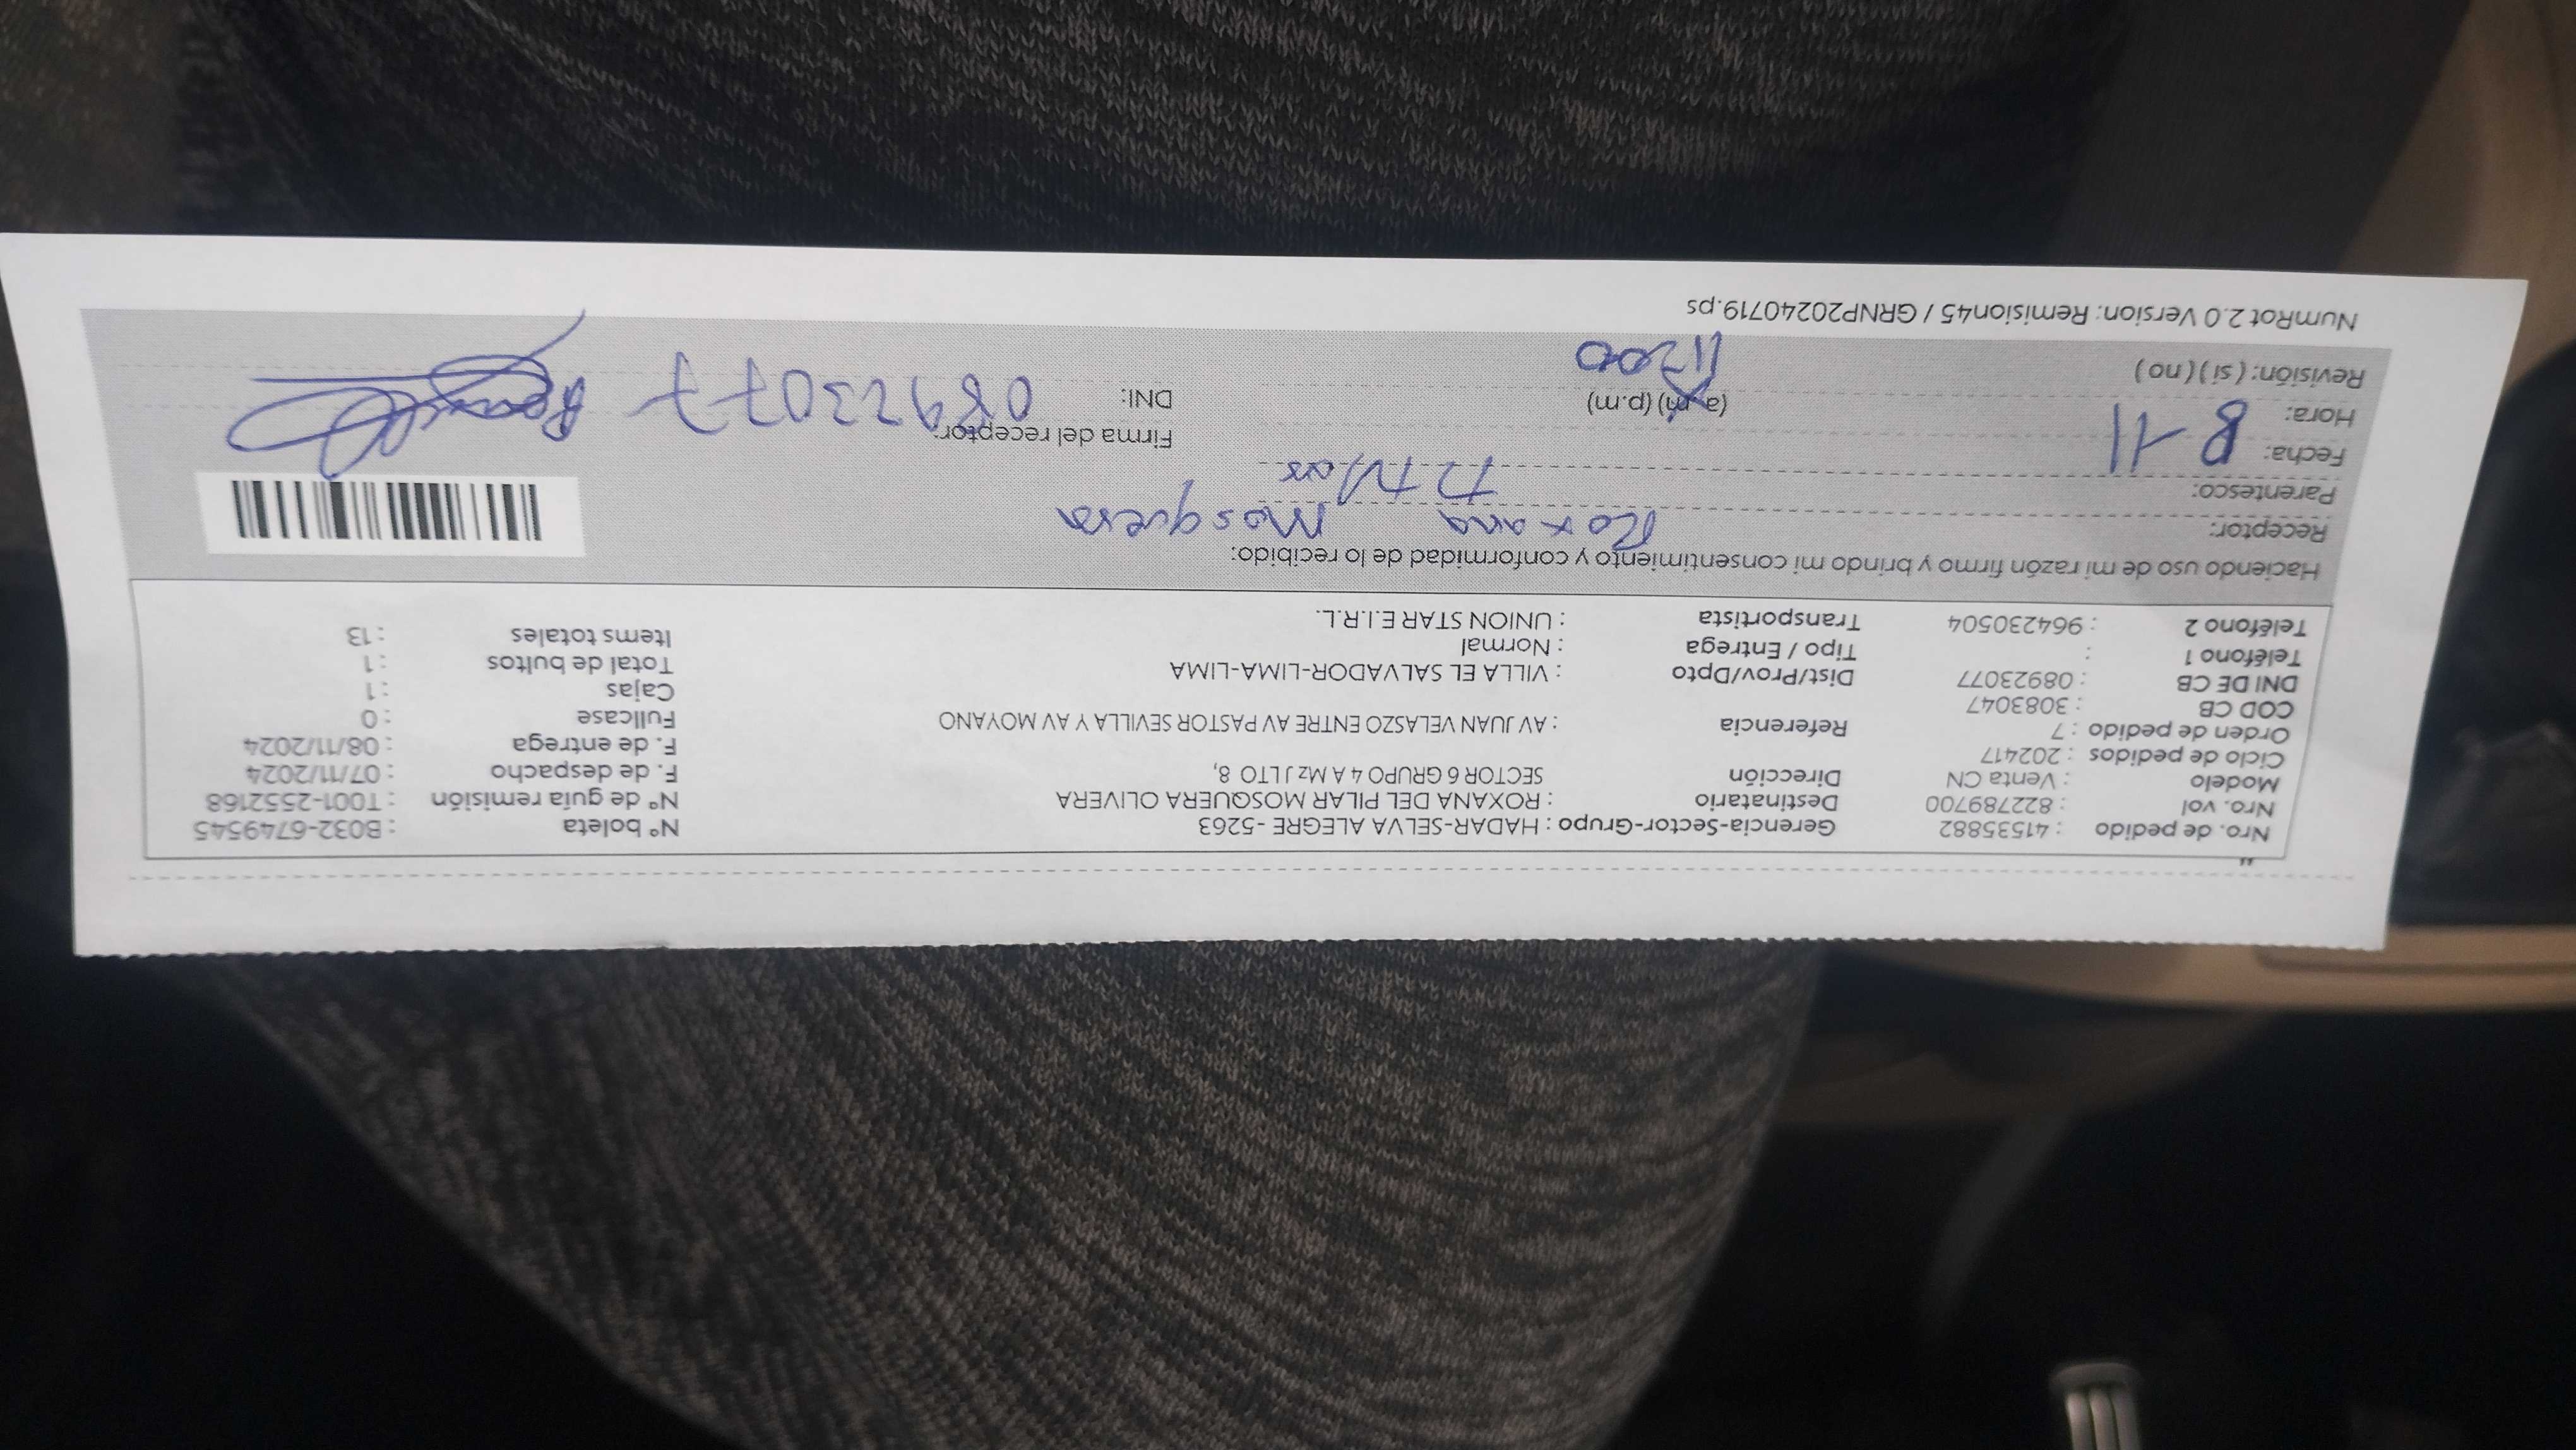 Nro. de pedido : 41535882 Gerencia-Sector-Grupo : HADAR-SELVA ALEGRE -5263 N° boleta : B032-6749545
Nro. vol : 822789700 Destinatario : ROXANA DEL PILAR MOSQUERA OLIVERA N° de guía remisión : T001-2552168
Modelo : Venta CN Dirección SECTOR 6 GRUPO 4 A Mz J LTO 8, F. de despacho : 07/11/2024
Ciclo de pedidos : 202417 F. de entrega : 08/11/2024
Orden de pedido : 7 Referencia : AV JUAN VELASZO ENTRE AV PASTOR SEVILLA Y AV MOYANO Fullcase : 0
COD CB : 3083047 Cajas : 1
DNI DE CB : 08923077 Dist/Prov/Dpto : VILLA EL SALVADOR-LIMA-LIMA Total de bultos : 1
Teléfono 1 : Tipo / Entrega : Normal Items totales : 13
Teléfono 2 : 964230504 Transportista : UNION STAR E.I.R.L.
Haciendo uso de mi razón firmo y brindo mi consentimiento y conformidad de lo recibido:
Receptor: Roxana Mosquera
Parentesco:
Fecha: 8-11 Firma del receptor:
Hora: (a.m) (p.m) DNI: 08923077
Revisión: ( si ) ( no ) 11:00
NumRot 2.0 Version: Remision45 / GRNP20240719.ps